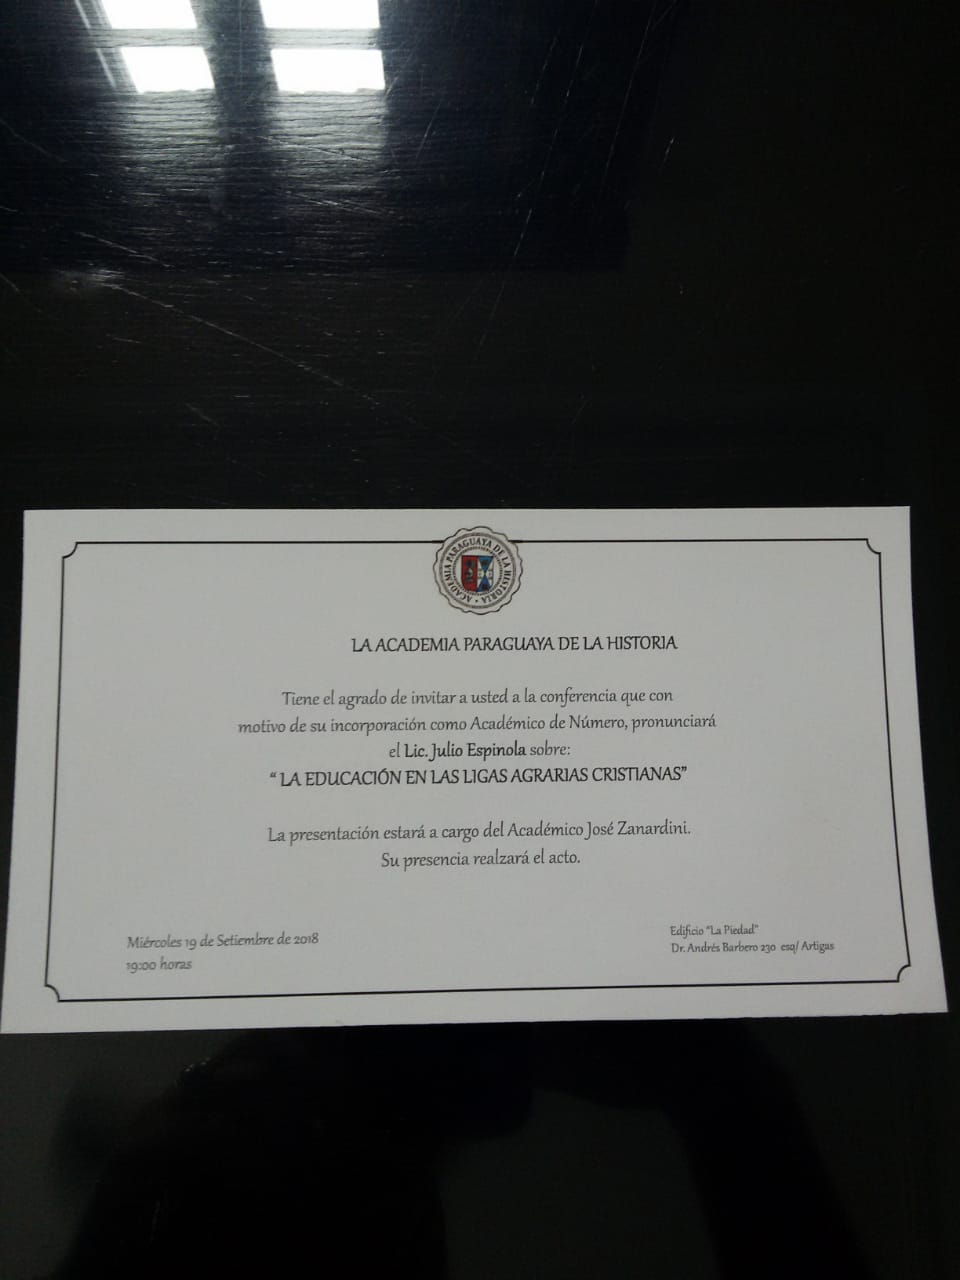 ACADEMIA PARAGUAYA DE LA HISTORIA
LA ACADEMIA PARAGUAYA DE LA HISTORIA
Tiene el agrado de invitar a usted a la conferencia que con
motivo de su incorporación como Académico de Número, pronunciará
el Lic. Julio Espinola sobre:
“ LA EDUCACIÓN EN LAS LIGAS AGRARIAS CRISTIANAS”
La presentación estará a cargo del Académico José Zanardini.
Su presencia realzará el acto.
Miércoles 19 de Setiembre de 2018
19:00 horas
Edificio “La Piedad”
Dr. Andrés Barbero 230 esq/ Artigas